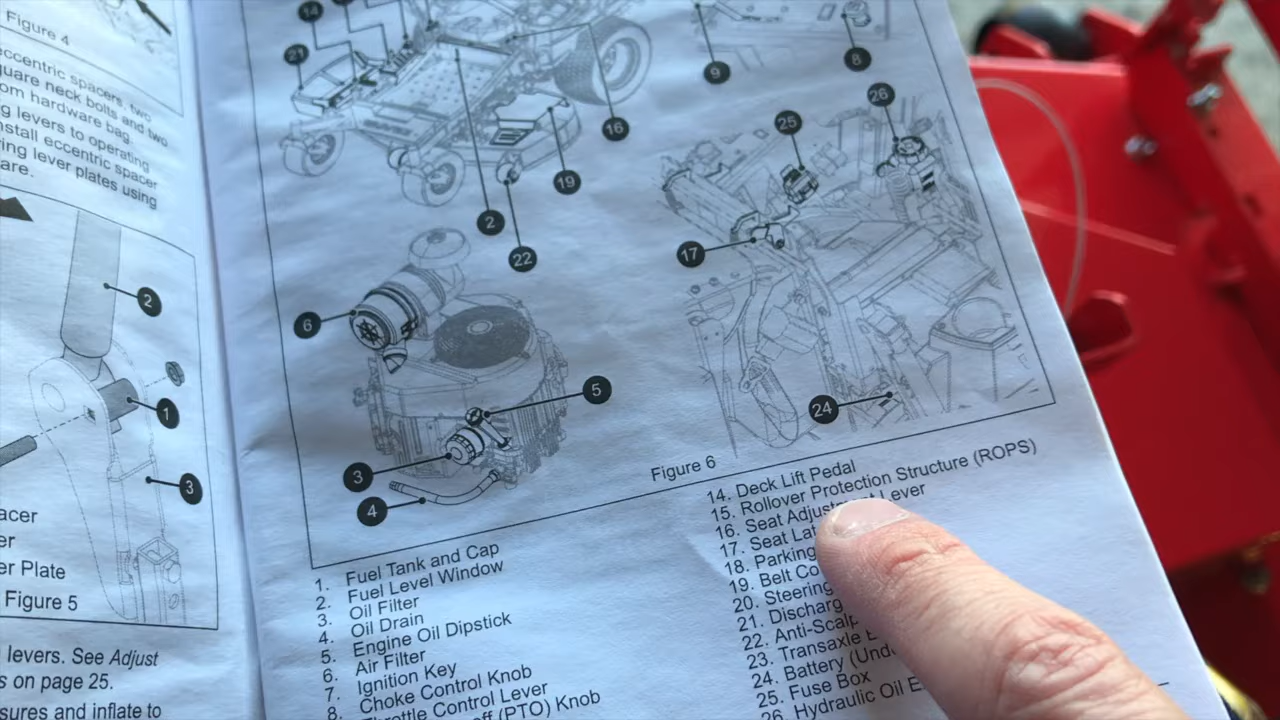 Figure 4
eccentric spacers, two
quare neck bolts and two
om hardware bag.
g levers to operating
nstall eccentric spacer
ring lever plates using
are.
2
1
3
acer
er
er Plate
Figure 5
levers. See Adjust
s on page 25.
sures and inflate to
14
21
16
19
2
22
9
8
6
5
3
4
25
26
17
24
Figure 6
1. Fuel Tank and Cap
2. Fuel Level Window
3. Oil Filter
4. Oil Drain
5. Engine Oil Dipstick
6. Air Filter
7. Ignition Key
8. Choke Control Knob
Throttle Control Lever
off (PTO) Knob
14. Deck Lift Pedal
15. Rollover Protection Structure (ROPS)
16. Seat Adjustment Lever
17. Seat Lat
18. Parking
19. Belt Co
20. Steering
21. Discharg
22. Anti-Scalp
23. Transaxle
24. Battery (Und
25. Fuse Box
26. Hydraulic Oil E